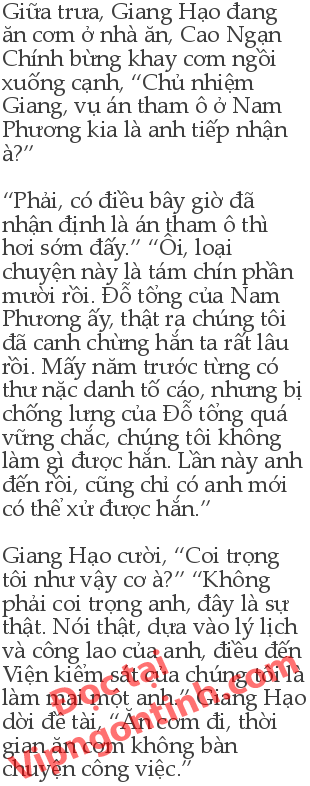 Giữa trưa, Giang Hạo đang
ăn cơm ở nhà ăn, Cao Ngạn
Chính bừng khay cơm ngồi
xuống cạnh, “Chủ nhiệm
Giang, vụ án tham ô ở Nam
Phương kia là anh tiếp nhận
à?”

“Phải, có điều bây giờ đã
nhận định là án tham ô thì
hơi sớm đấy.” “Ôi, loại
chuyện này là tám chín phần
mười rồi. Đỗ tổng của Nam
Phương ấy, thật ra chúng tôi
đã canh chừng hắn ta rất lâu
rồi. Mấy năm trước từng có
thư nặc danh tố cáo, nhưng bị
chống lưng của Đỗ tổng quá
vững chắc, chúng tôi không
làm gì được hắn. Lần này anh
đến rồi, cũng chỉ có anh mới
có thể xử được hắn.”

Giang Hạo cười, “Coi trọng
tôi như vậy cơ à?” “Không
phải coi trọng anh, đây là sự
thật. Nói thật, dựa vào lý lịch
và công lao của anh, điều đến
Viện kiểm sát của chúng tôi là
làm mai một anh.” Giang Hạo
dời đề tài, “Ăn cơm đi, thời
gian ăn cơm không bàn
chuyện công việc.”
Đọc tại
Vipngontinh.com